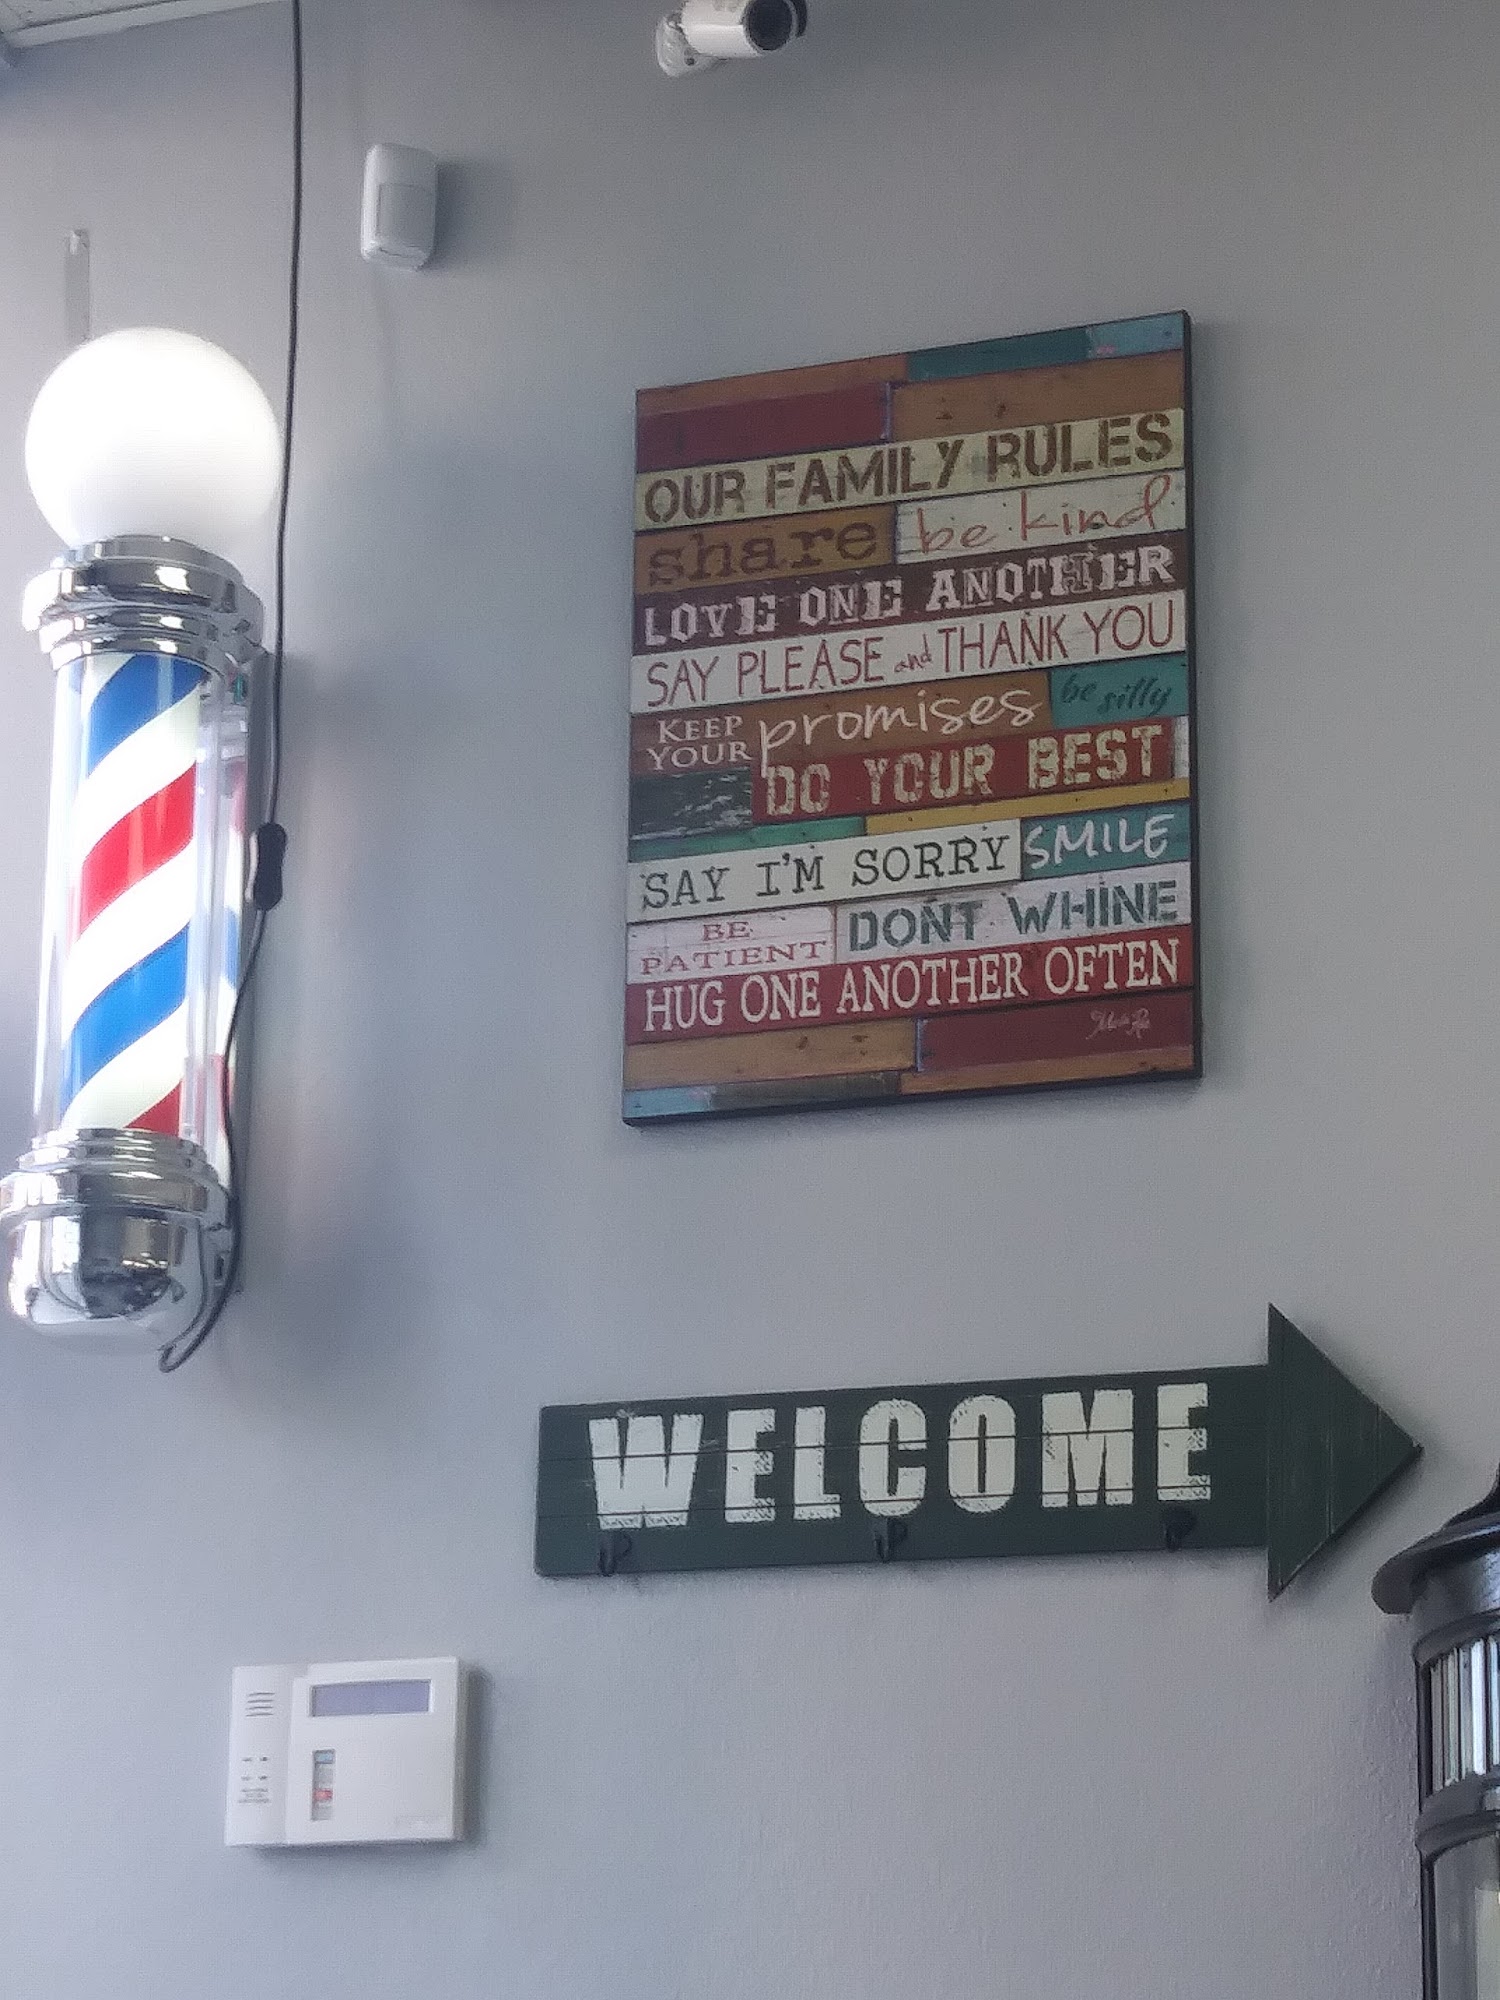 OUR FAMILY RULES
share be kind
LOVE ONE ANOTHER
SAY PLEASE and THANK YOU
KEEP YOUR promises be silly
DO YOUR BEST
SAY I'M SORRY SMILE
BE PATIENT DONT WHINE
HUG ONE ANOTHER OFTEN
WELCOME